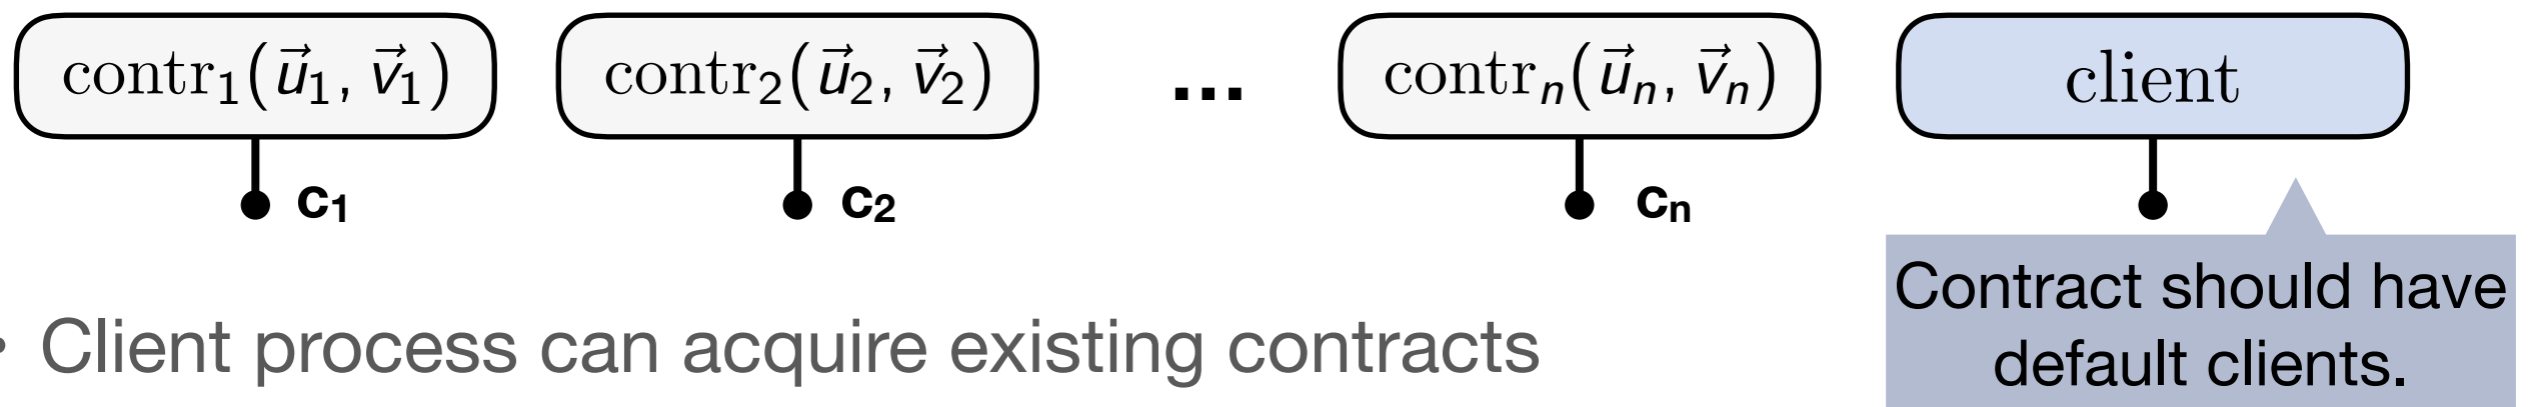 contr₁(u⃗₁, v⃗₁) contr₂(u⃗₂, v⃗₂) ... contrₙ(u⃗ₙ, v⃗ₙ) client
c₁ c₂ cₙ
• Client process can acquire existing contracts
Contract should have
default clients.